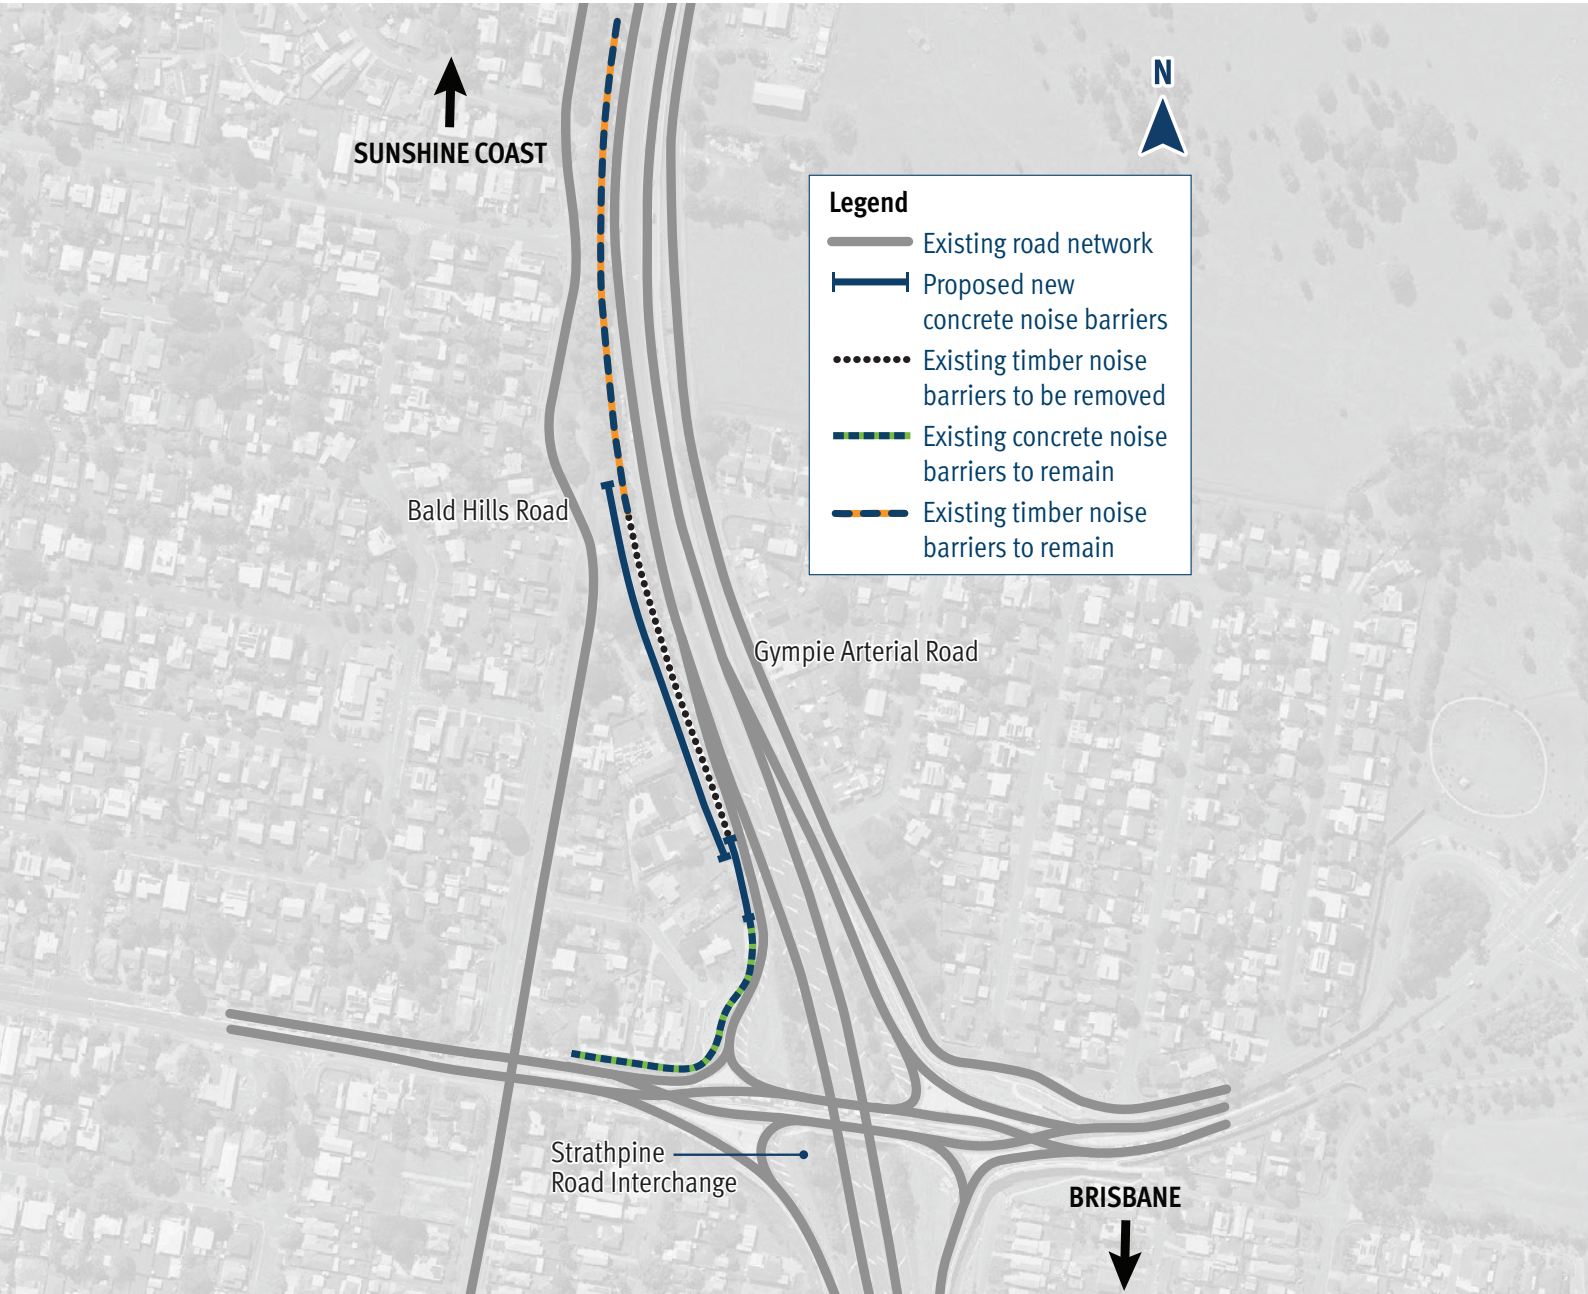 N
SUNSHINE COAST
Legend
Existing road network
Proposed new
concrete noise barriers
Existing timber noise
barriers to be removed
Existing concrete noise
barriers to remain
Existing timber noise
barriers to remain
Bald Hills Road
Gympie Arterial Road
Strathpine
Road Interchange
BRISBANE